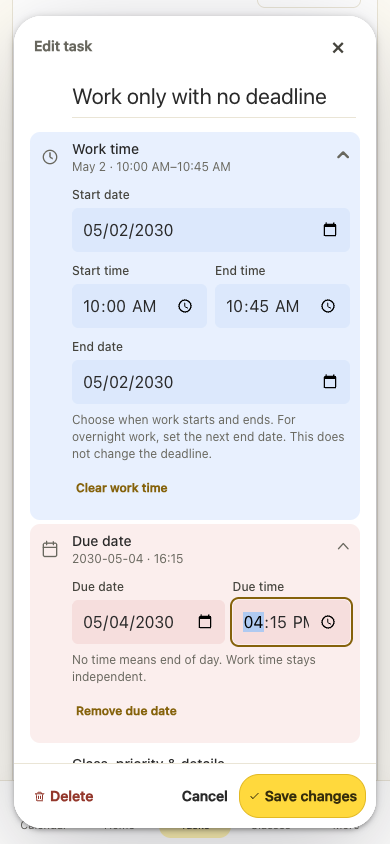 Edit task
Work only with no deadline
Work time
May 2 · 10:00 AM–10:45 AM
Start date
05/02/2030
Start time End time
10:00 AM 10:45 AM
End date
05/02/2030
Choose when work starts and ends. For
overnight work, set the next end date. This does
not change the deadline.
Clear work time
Due date
2030-05-04 · 16:15
Due date Due time
05/04/2030 04:15 PM
No time means end of day. Work time stays
independent.
Remove due date
Class, priority & details
Delete Cancel Save changes